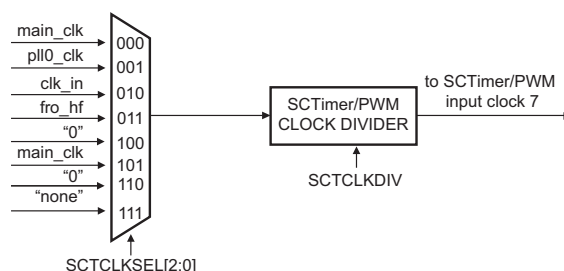 main_clk
000
pll0_clk
001
clk_in
010
fro_hf
011
“0”
100
main_clk
101
“0”
110
“none”
111
SCTCLKSEL[2:0]
SCTimer/PWM
CLOCK DIVIDER
SCTCLKDIV
to SCTimer/PWM
input clock 7